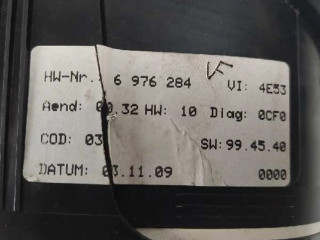 HW-Nr.: 6 976 284 VF VI: 4E53
Aend: 00.32 HW: 10 Diag: 0CF0
COD: 03 SW: 99.45.40
DATUM: 03.11.09 0000